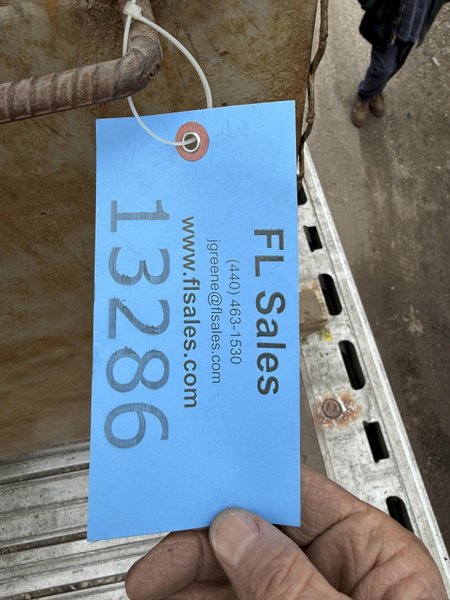 FL Sales
(440) 463-1530
jgreene@flsales.com
www.flsales.com
13286